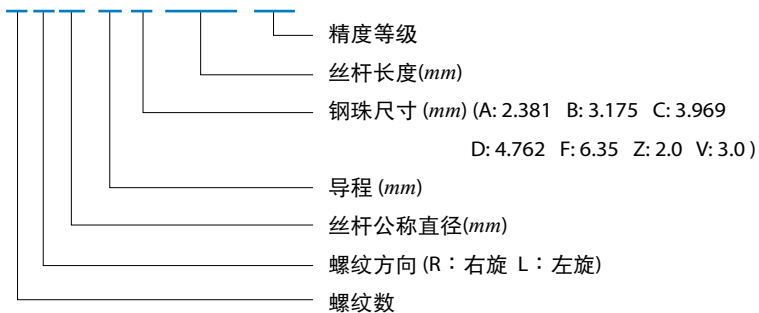 精度等级
丝杆长度(mm)
钢珠尺寸 (mm) (A: 2.381 B: 3.175 C: 3.969
D: 4.762 F: 6.35 Z: 2.0 V: 3.0 )
导程 (mm)
丝杆公称直径(mm)
螺纹方向 (R：右旋 L：左旋)
螺纹数